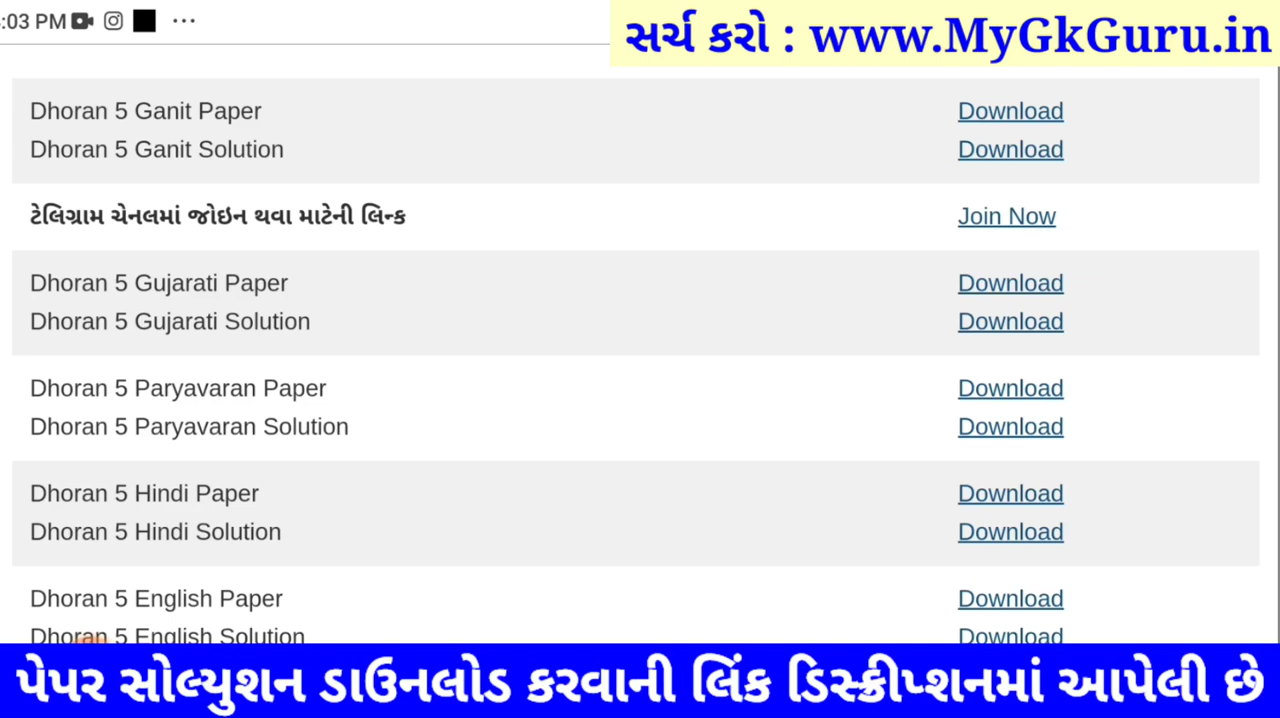 :03 PM
સર્ચ કરો : www.MyGkGuru.in
Dhoran 5 Ganit Paper Download
Dhoran 5 Ganit Solution Download
ટેલિગ્રામ ચેનલમાં જોઇન થવા માટેની લિન્ક Join Now
Dhoran 5 Gujarati Paper Download
Dhoran 5 Gujarati Solution Download
Dhoran 5 Paryavaran Paper Download
Dhoran 5 Paryavaran Solution Download
Dhoran 5 Hindi Paper Download
Dhoran 5 Hindi Solution Download
Dhoran 5 English Paper Download
Dhoran 5 English Solution Download
પેપર સોલ્યુશન ડાઉનલોડ કરવાની લિંક ડિસ્ક્રીપ્શનમાં આપેલી છે